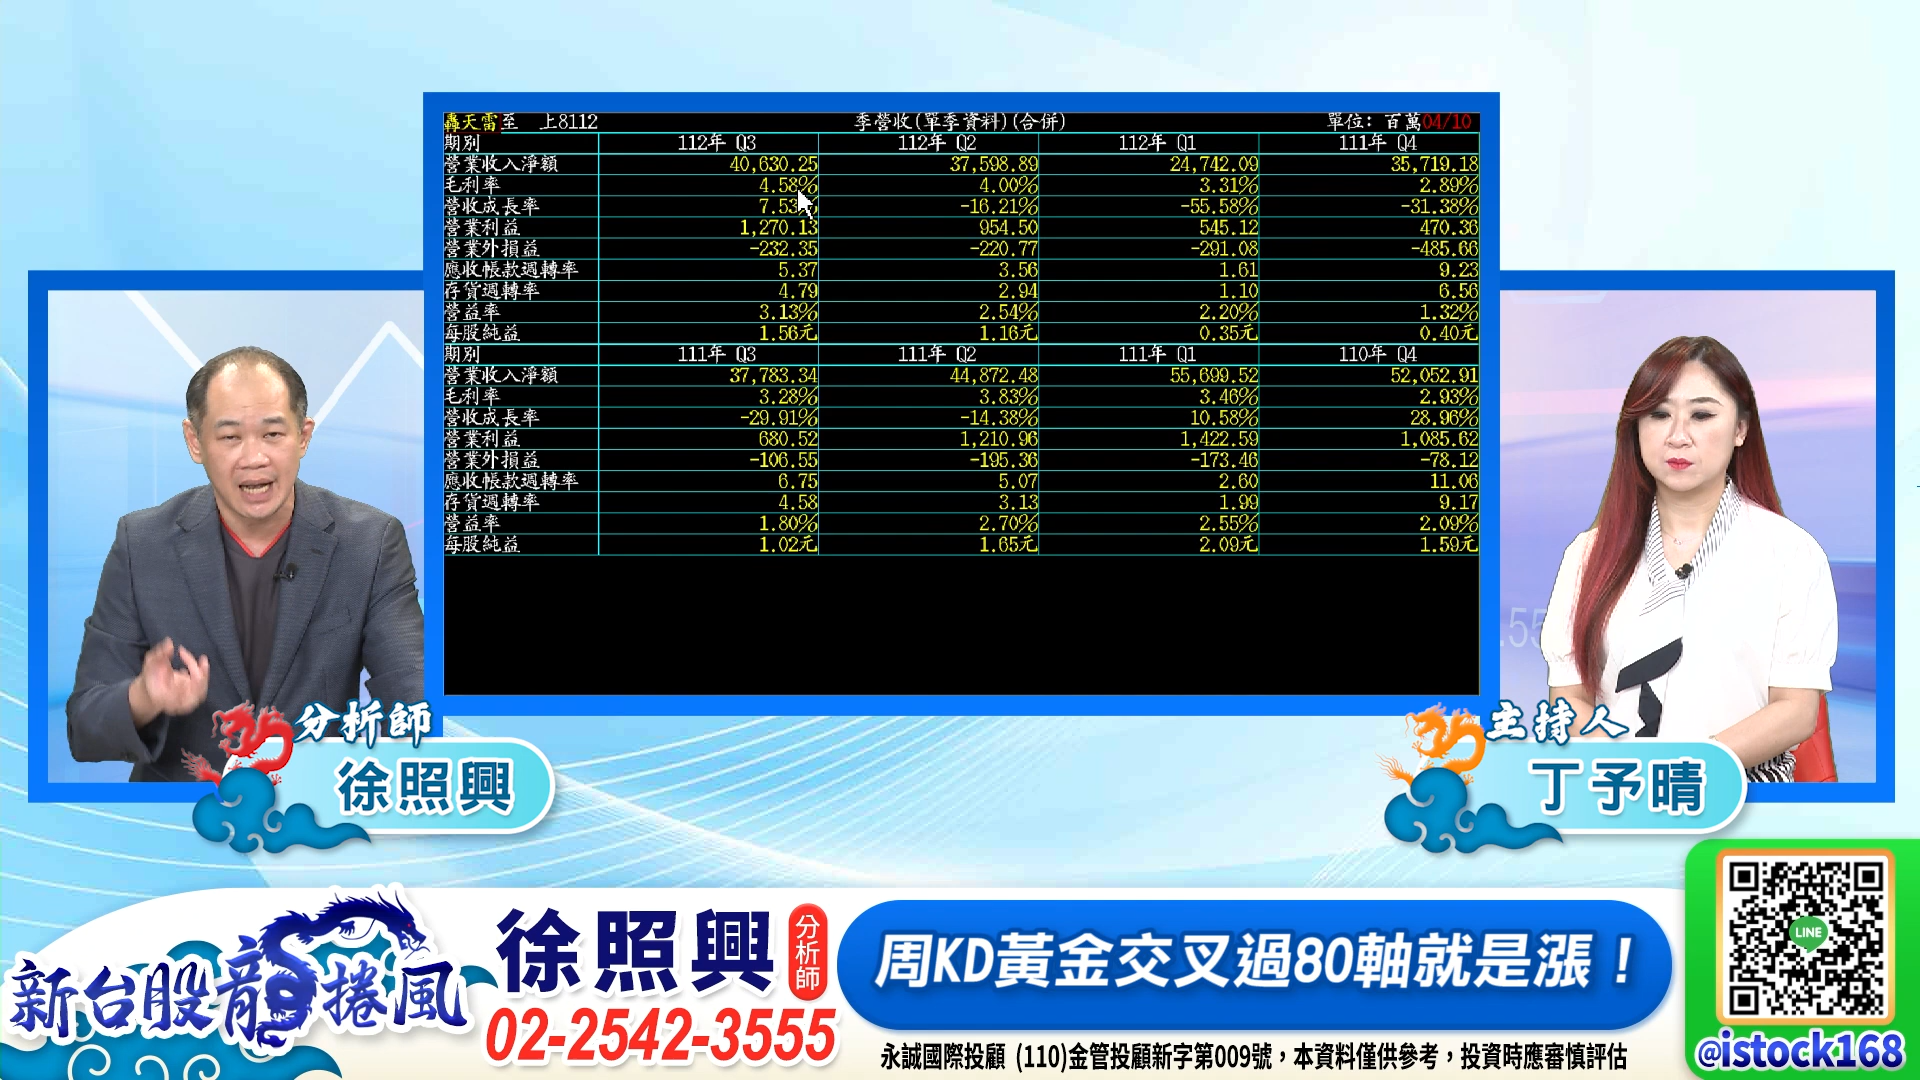 轟天雷至 上8112 季營收(單季資料)(合併) 單位: 百萬04/10
期別 112年 Q3 112年 Q2 112年 Q1 111年 Q4
營業收入淨額 40,630.25 37,598.89 24,742.09 35,719.18
毛利率 4.58% 4.00% 3.31% 2.89%
營收成長率 7.53 -16.21% -55.58% -31.38%
營業利益 1,270.13 954.50 545.12 470.36
營業外損益 -232.35 -220.77 -291.08 -485.66
應收帳款週轉率 5.37 3.56 1.61 9.23
存貨週轉率 4.79 2.94 1.10 6.56
營益率 3.13% 2.54% 2.20% 1.32%
每股純益 1.56元 1.16元 0.35元 0.40元
期別 111年 Q3 111年 Q2 111年 Q1 110年 Q4
營業收入淨額 37,783.34 44,872.48 55,699.52 52,052.91
毛利率 3.28% 3.83% 3.46% 2.93%
營收成長率 -29.91% -14.38% 10.58% 28.96%
營業利益 680.52 1,210.96 1,422.59 1,085.62
營業外損益 -106.55 -195.36 -173.46 -78.12
應收帳款週轉率 6.75 5.07 2.60 11.06
存貨週轉率 4.58 3.13 1.99 9.17
營益率 1.80% 2.70% 2.55% 2.09%
每股純益 1.02元 1.65元 2.09元 1.59元
.55
分析師
徐照興
主持人
丁予晴
新台股龍捲風
徐照興 分析師
02-2542-3555
周KD黃金交叉過80軸就是漲！
永誠國際投顧 (110)金管投顧新字第009號，本資料僅供參考，投資時應審慎評估
LINE
@istock168